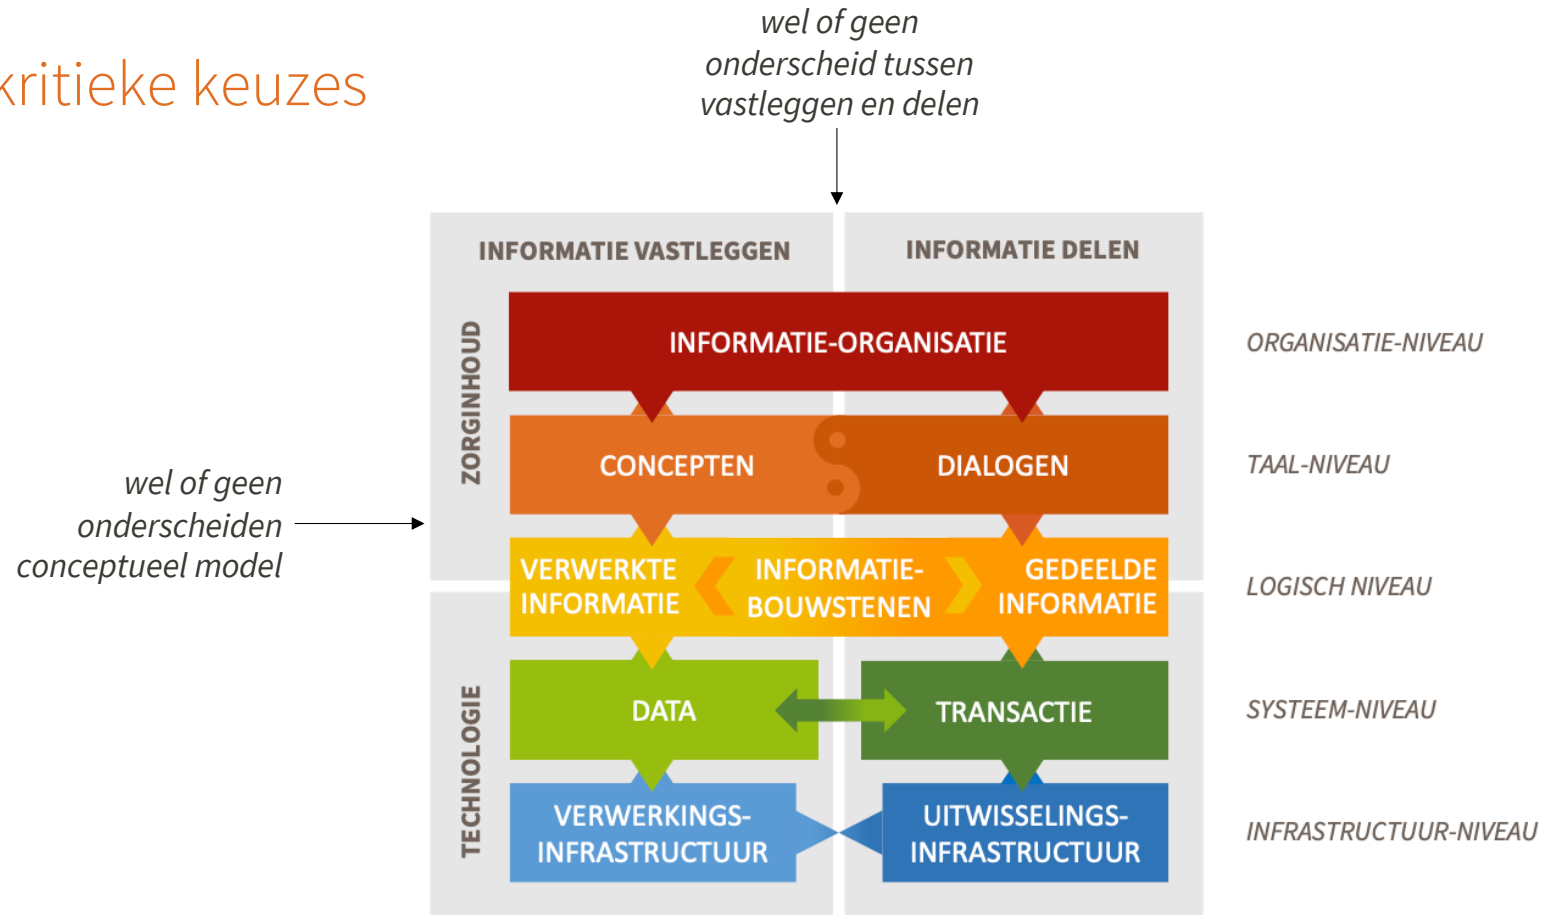 kritieke keuzes
wel of geen
onderscheid tussen
vastleggen en delen
INFORMATIE VASTLEGGEN
INFORMATIE DELEN
ZORGINHOUD
INFORMATIE-ORGANISATIE
ORGANISATIE-NIVEAU
CONCEPTEN
DIALOGEN
TAAL-NIVEAU
wel of geen
onderscheiden
conceptueel model
VERWERKTE
INFORMATIE
INFORMATIE-
BOUWSTENEN
GEDEELDE
INFORMATIE
LOGISCH NIVEAU
TECHNOLOGIE
DATA
TRANSACTIE
SYSTEEM-NIVEAU
VERWERKINGS-
INFRASTRUCTUUR
UITWISSELINGS-
INFRASTRUCTUUR
INFRASTRUCTUUR-NIVEAU